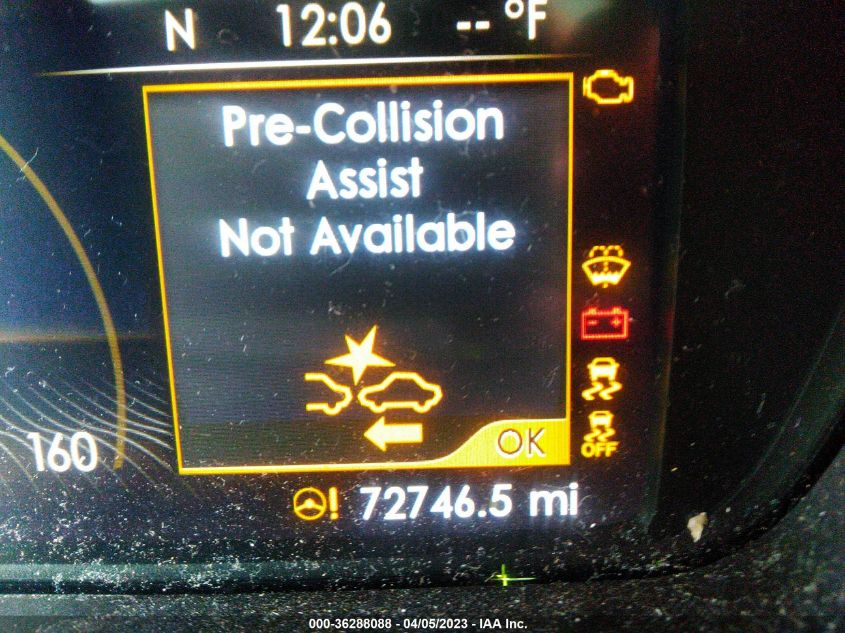 N 12:06 -- °F
Pre-Collision
Assist
Not Available
OK
OFF
160
! 72746.5 mi
000-36288088 - 04/05/2023 - IAA Inc.